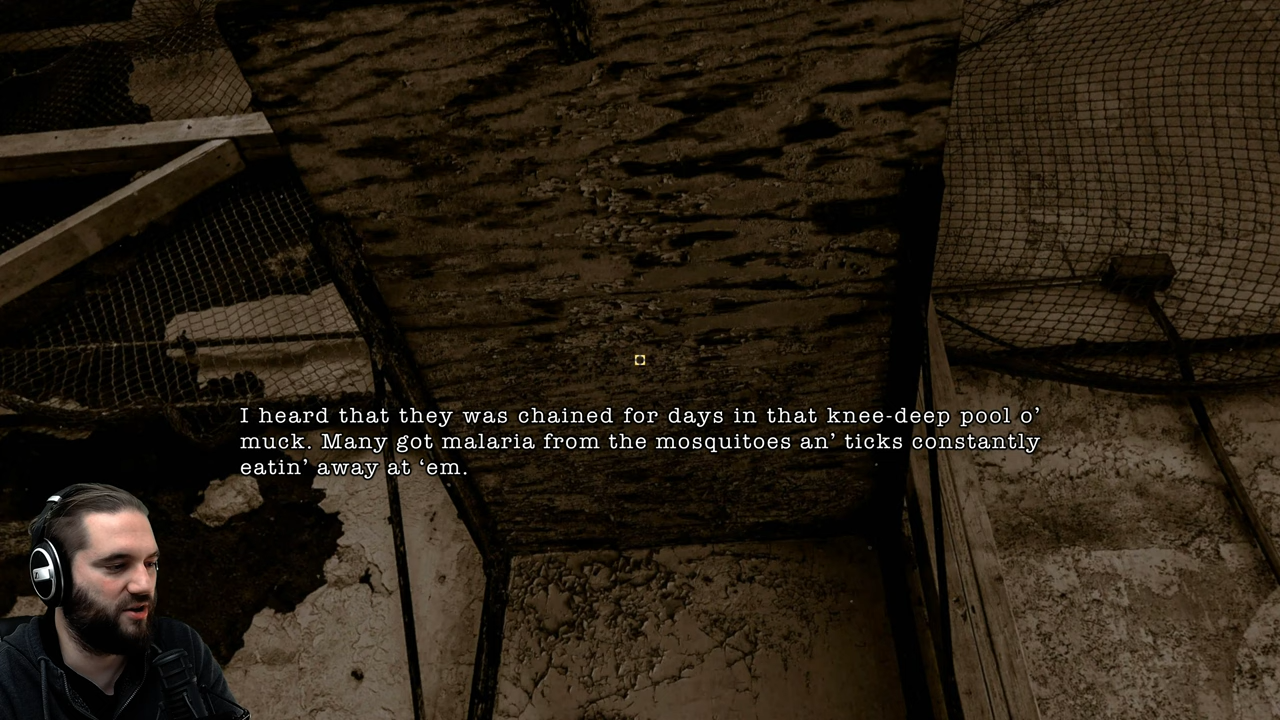 I heard that they was chained for days in that knee-deep pool o’
muck. Many got malaria from the mosquitoes an’ ticks constantly
eatin’ away at ‘em.